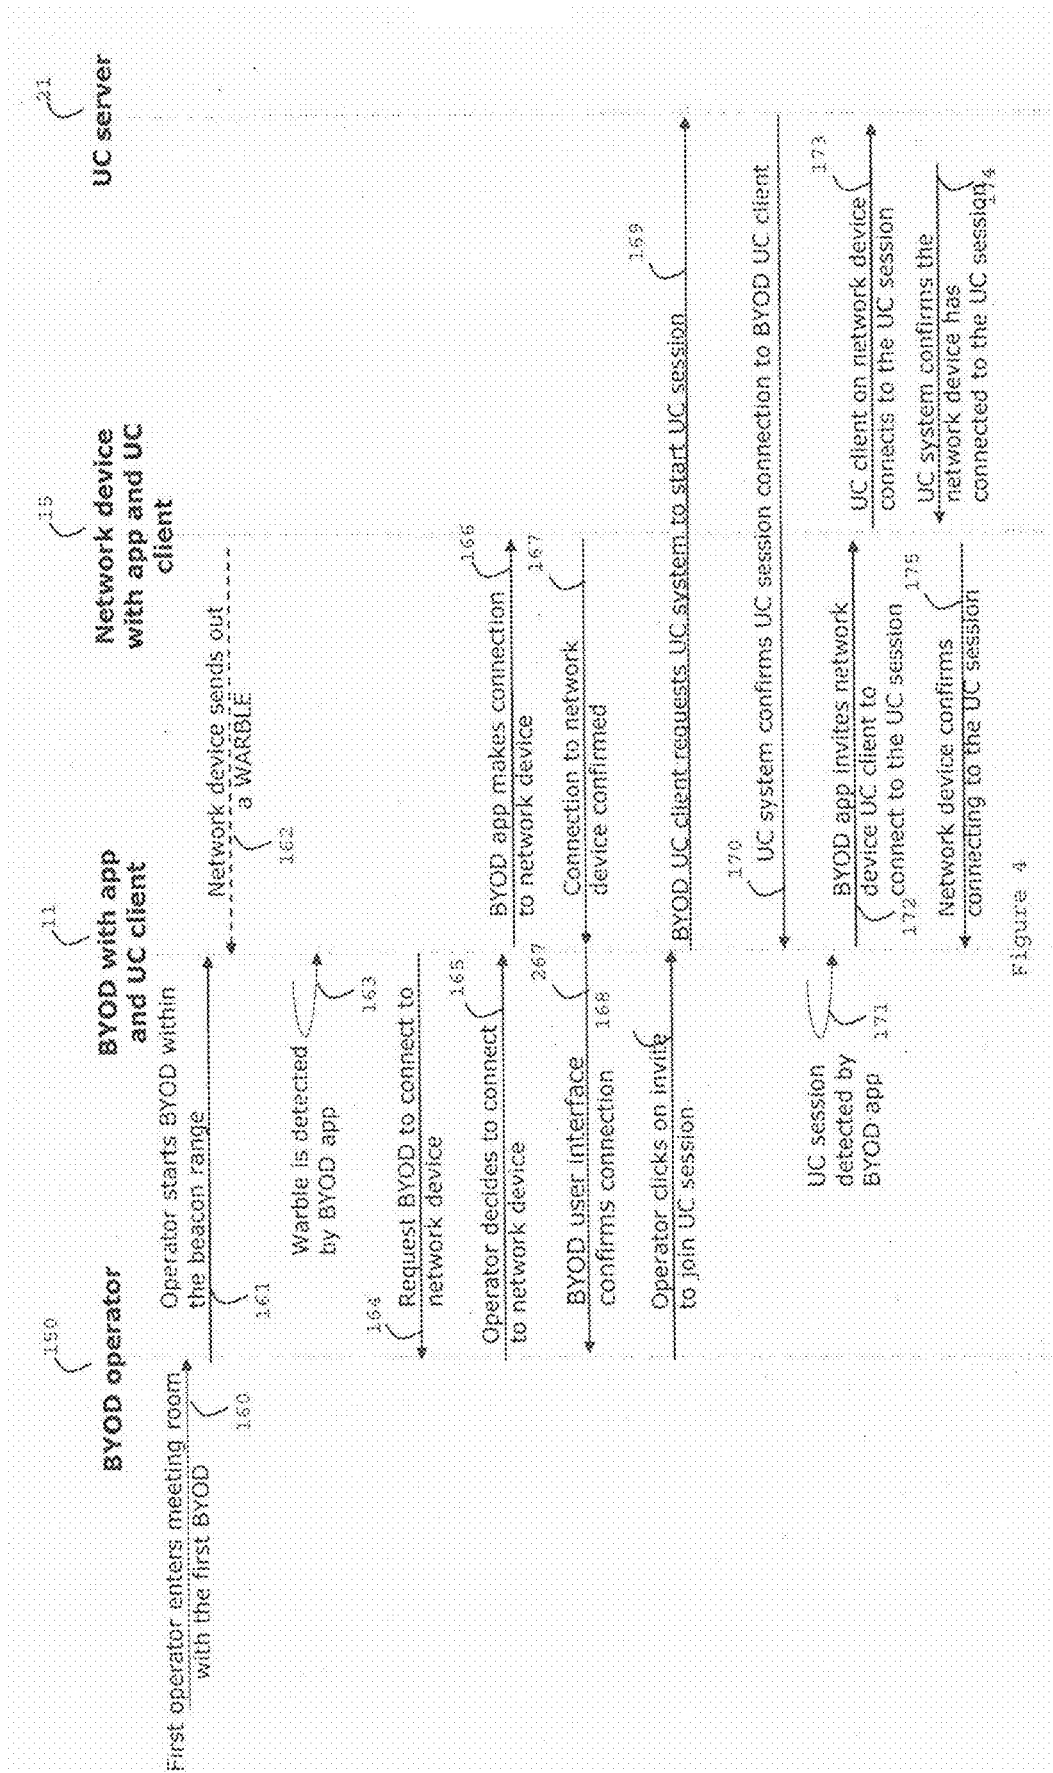 150
BYOD operator
11
BYOD with app
and UC client
15
Network device
with app and UC
client
21
UC server
First operator enters meeting room
with the first BYOD
160
Operator starts BYOD within
the beacon range
161
Network device sends out
a WARBLE
162
Warble is detected
by BYOD app
163
164
Request BYOD to connect to
network device
Operator decides to connect
to network device
165
BYOD app makes connection
to network device
166
Connection to network
device confirmed
167
BYOD user interface
confirms connection
267
Operator clicks on invite
to join UC session
168
BYOD UC client requests UC system to start UC session
169
170
UC system confirms UC session connection to BYOD UC client
UC session
detected by
BYOD app
171
BYOD app invites network
device UC client to
connect to the UC session
172
UC client on network device
connects to the UC session
173
UC system confirms the
network device has
connected to the UC session
174
Network device confirms
connecting to the UC session
175
Figure 4